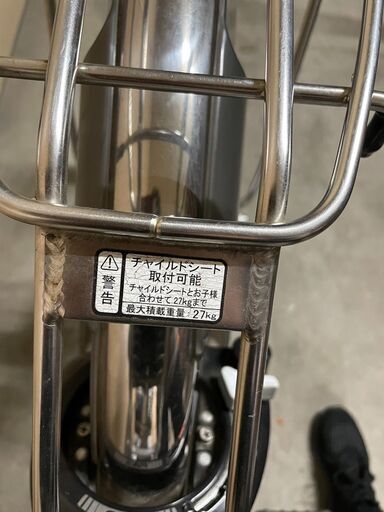 警告
チャイルドシート
取付可能
チャイルドシートとお子様
合わせて27kgまで
最大積載重量：27kg